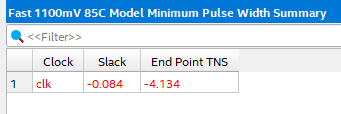 Fast 1100mV 85C Model Minimum Pulse Width Summary
<<Filter>>
Clock Slack End Point TNS
1 clk -0.084 -4.134